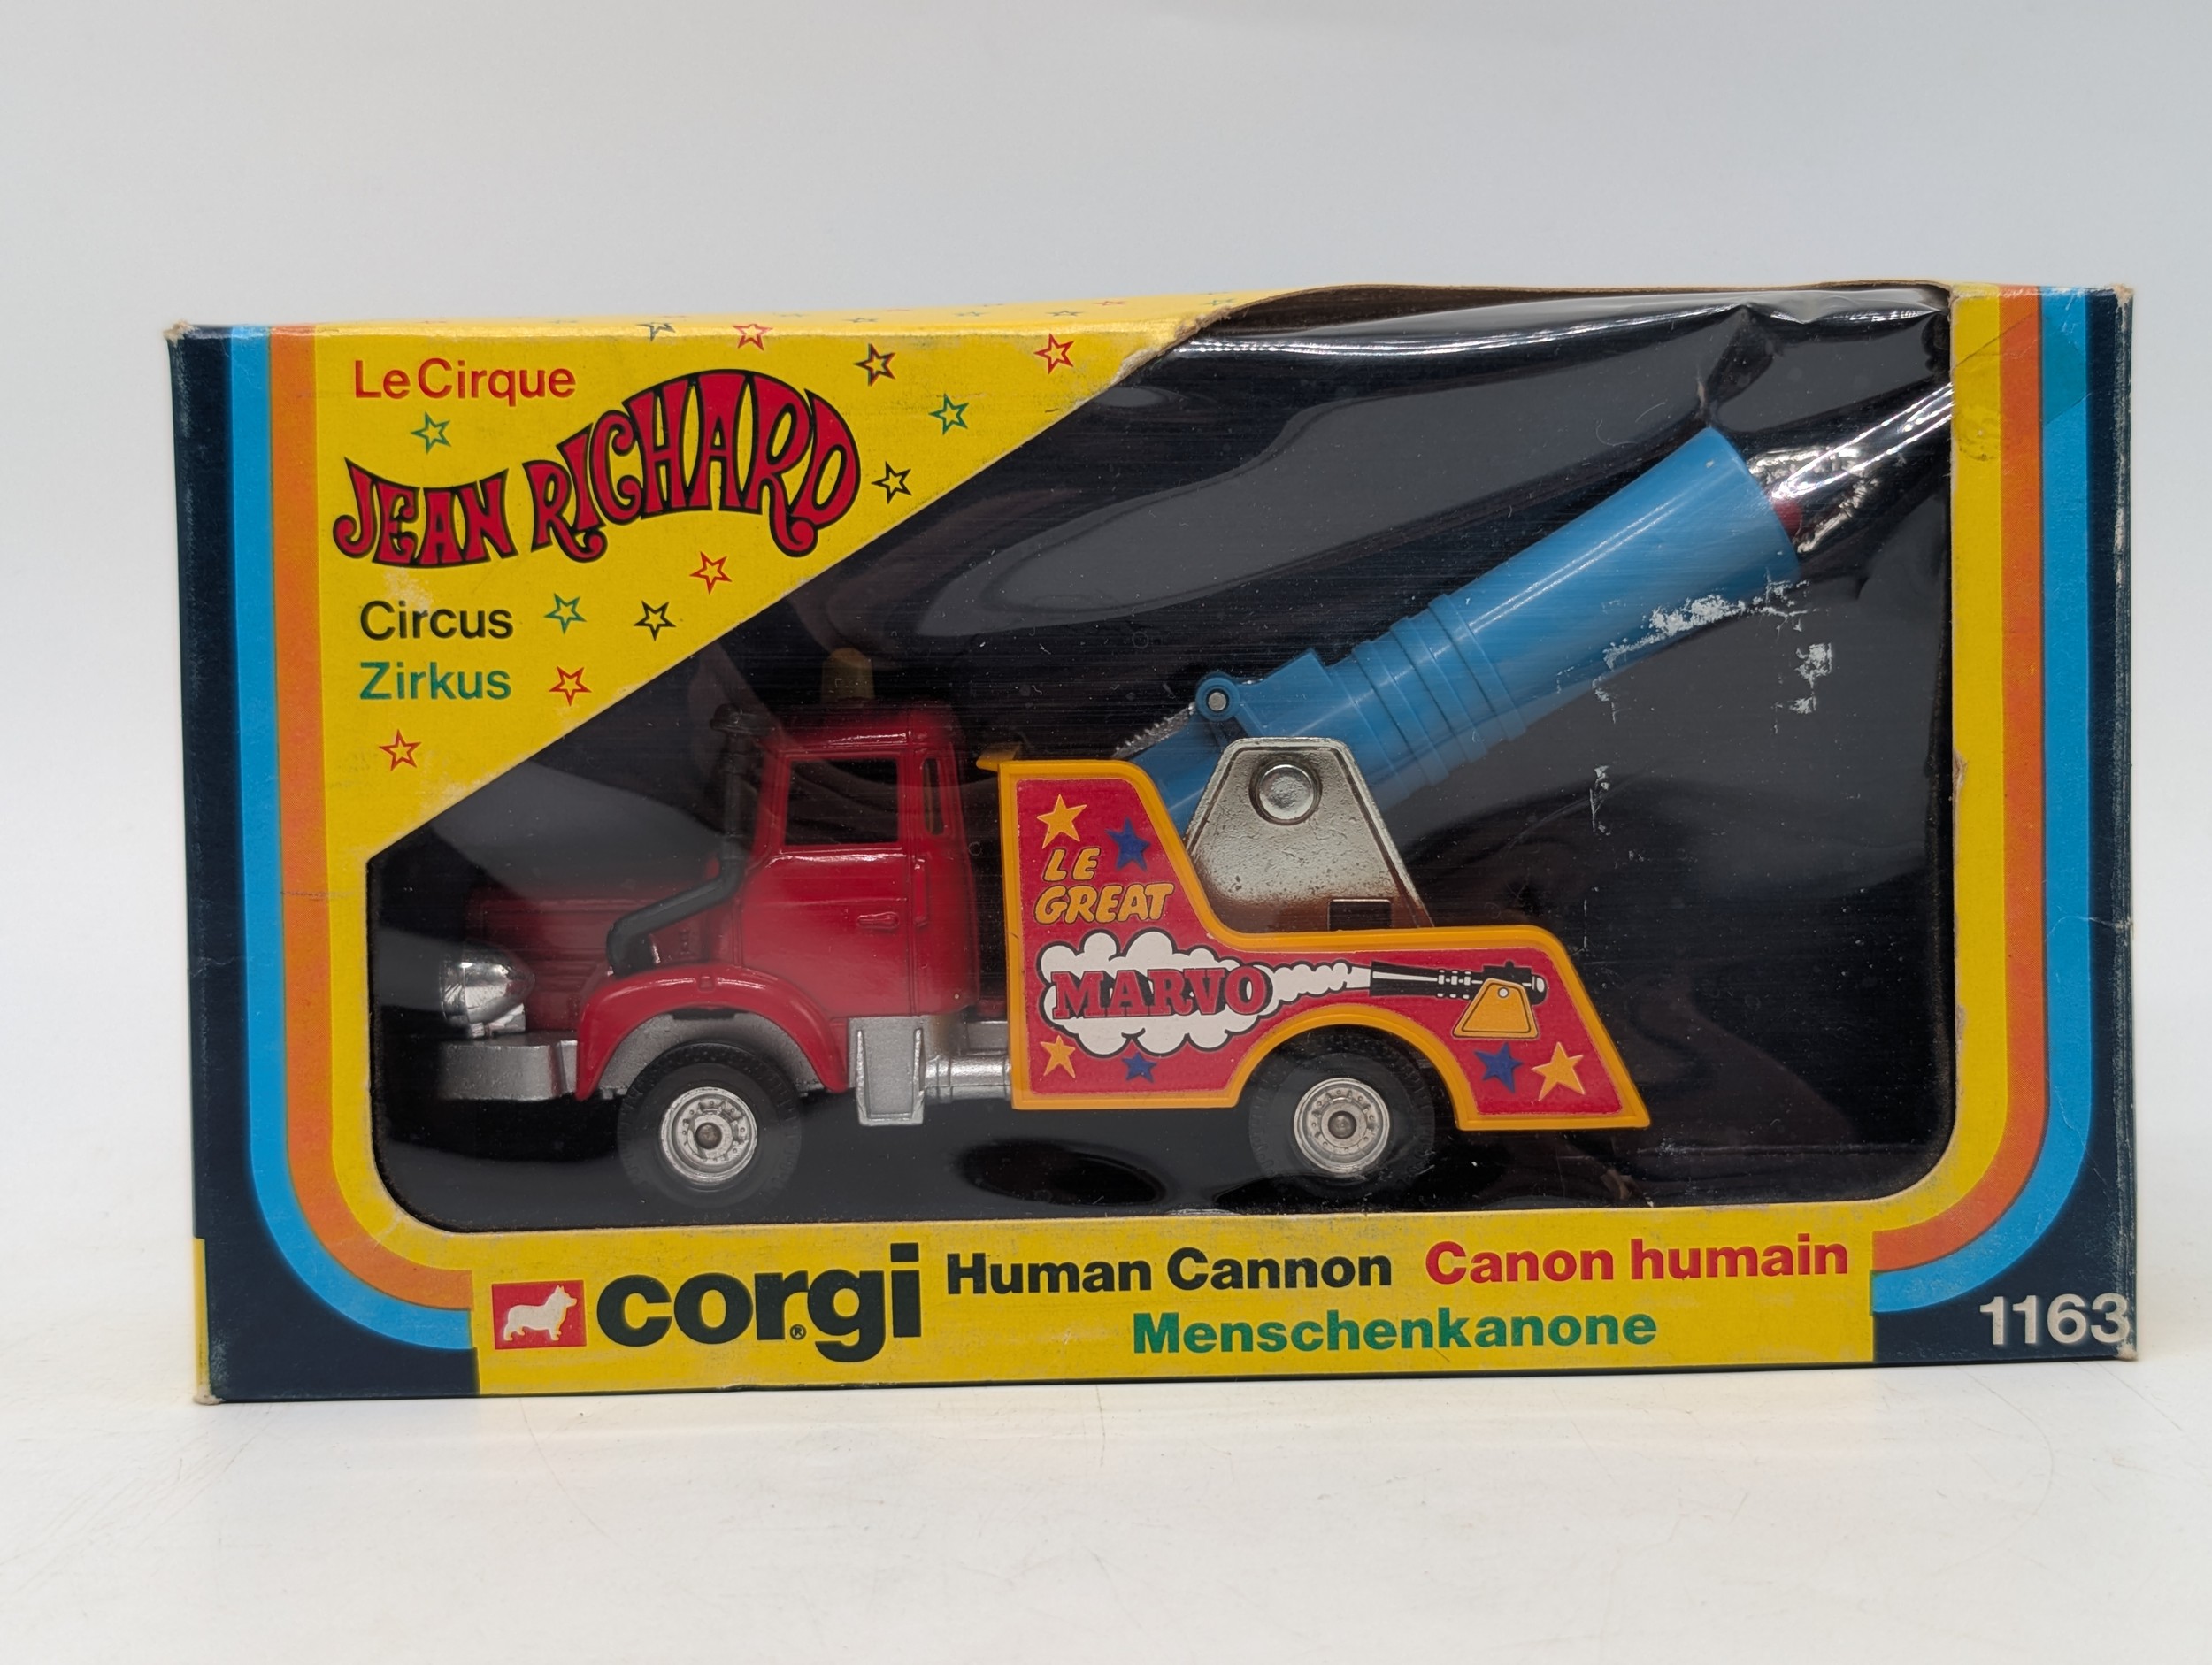 Le Cirque
JEAN RICHARD
Circus
Zirkus
LE
GREAT
MARVO
corgi®
Human Cannon Canon humain
Menschenkanone
1163